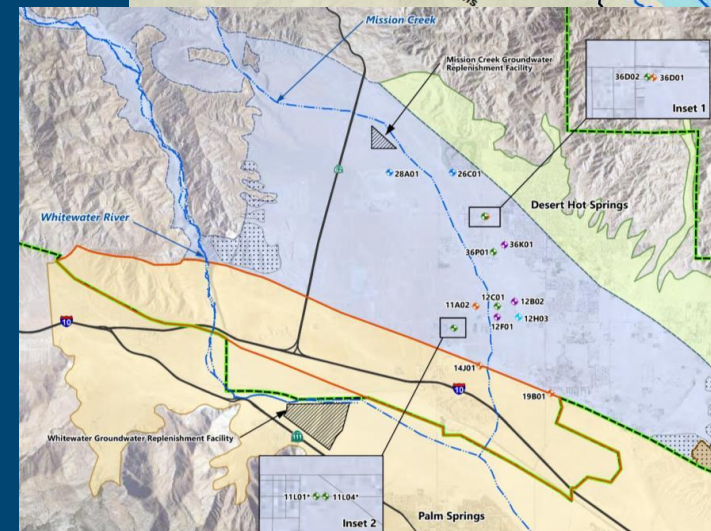 Mission Creek
Mission Creek Groundwater
Replenishment Facility
36D02
36D01
Inset 1
28A01
26C01
Desert Hot Springs
Whitewater River
36K01
36P01
12C01
12B02
11A02
12H03
12F01
10
14J01
10
19B01
Whitewater Groundwater Replenishment Facility
111
11L01*
11L04*
Inset 2
Palm Springs